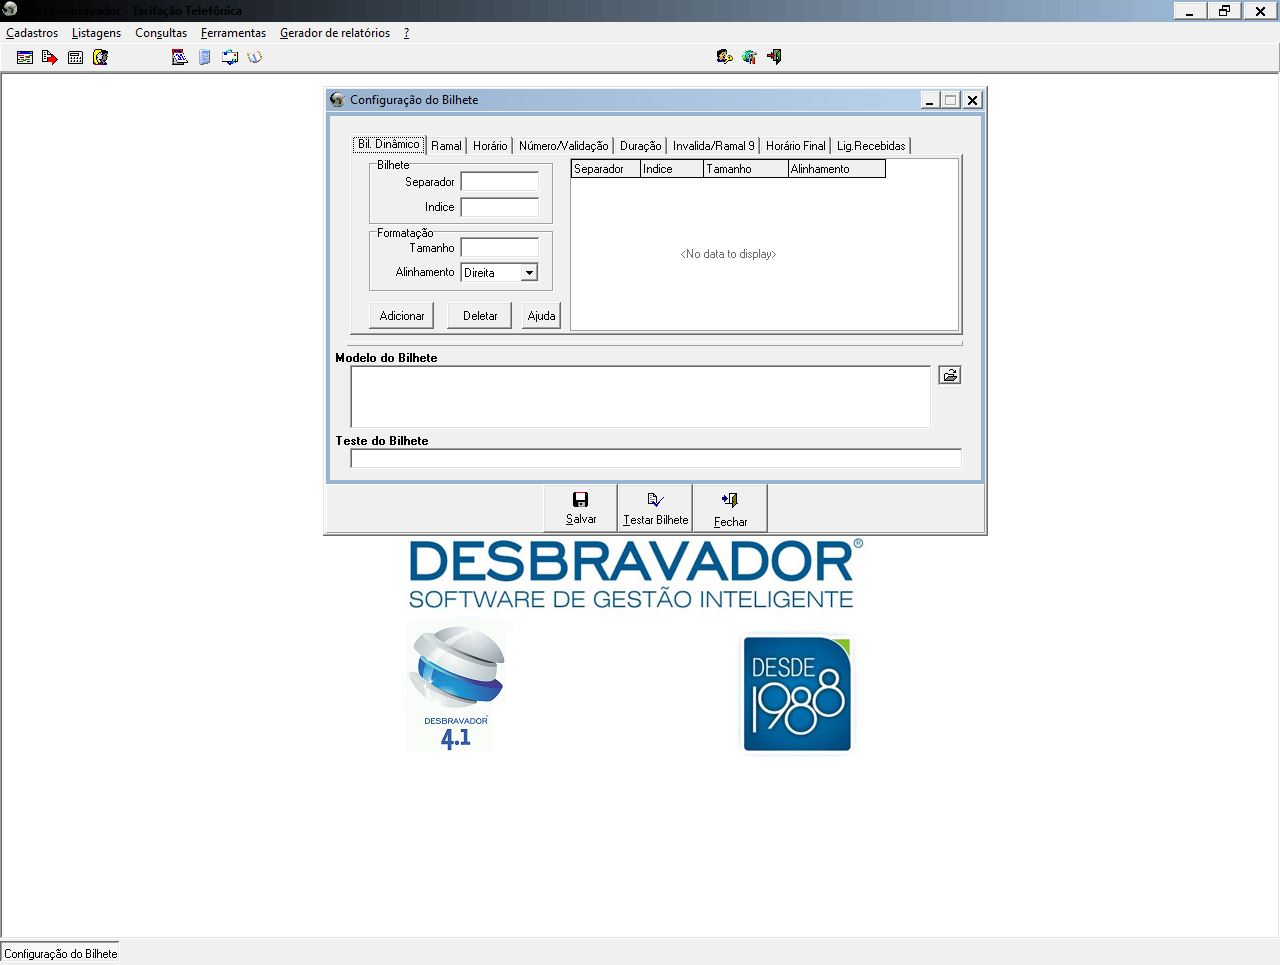 Desbravador - Tarifação Telefônica
Cadastros Listagens Consultas Ferramentas Gerador de relatórios ?
Configuração do Bilhete
Bil. Dinâmico Ramal Horário Número/Validação Duração Invalida/Ramal 9 Horário Final Lig.Recebidas
Bilhete
Separador
Indice
Formatação
Tamanho
Alinhamento Direita
Adicionar Deletar Ajuda
Separador Indice Tamanho Alinhamento
<No data to display>
Modelo do Bilhete
Teste do Bilhete
Salvar Testar Bilhete Fechar
DESBRAVADOR®
SOFTWARE DE GESTÃO INTELIGENTE
DESBRAVADOR
4.1
DESDE
1988
Configuração do Bilhete